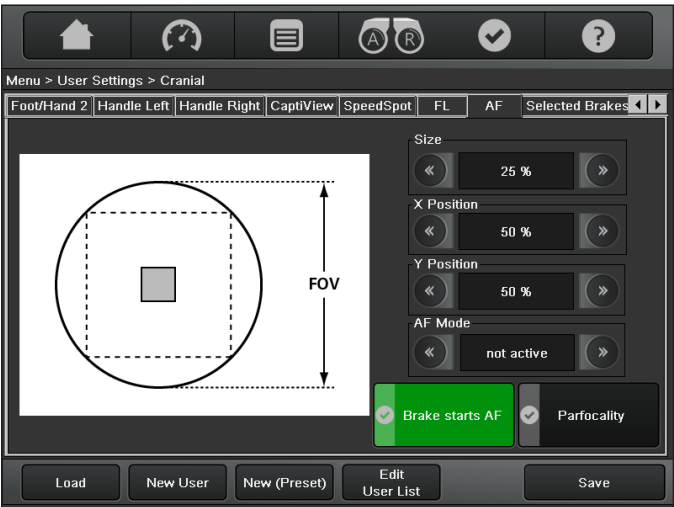 A R
?
Menu > User Settings > Cranial
Foot/Hand 2 Handle Left Handle Right CaptiView SpeedSpot FL AF Selected Brakes
Size
25 %
X Position
50 %
Y Position
50 %
AF Mode
not active
FOV
Brake starts AF Parfocality
Load New User New (Preset) Edit
User List Save